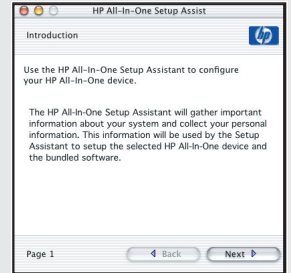 HP All-In-One Setup Assist
Introduction
hp
Use the HP All-In-One Setup Assistant to configure
your HP All-In-One device.
The HP All-In-One Setup Assistant will gather important
information about your system and collect your personal
information. This information will be used by the Setup
Assistant to setup the selected HP All-In-One device and
the bundled software.
Page 1
Back
Next